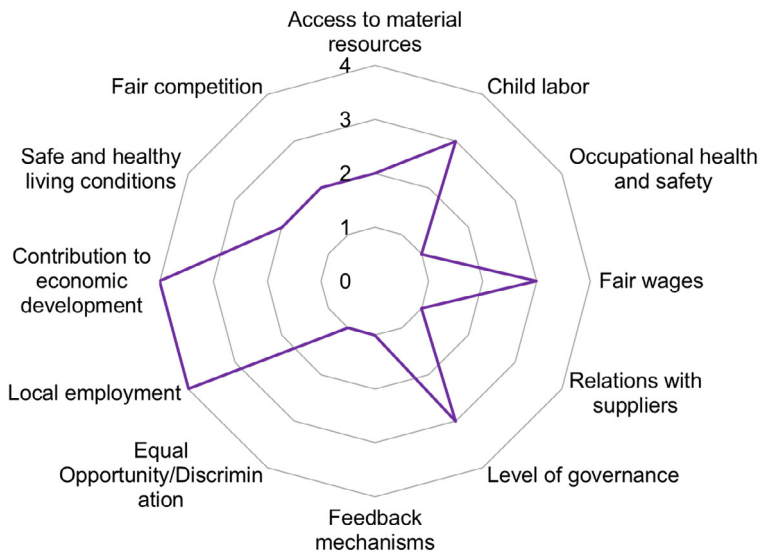 Access to material
resources
4
Fair competition
Child labor
3
Safe and healthy
living conditions
Occupational health
and safety
2
1
Contribution to
economic
development
0
Fair wages
Local employment
Relations with
suppliers
Equal
Opportunity/Discrimin
ation
Level of governance
Feedback
mechanisms